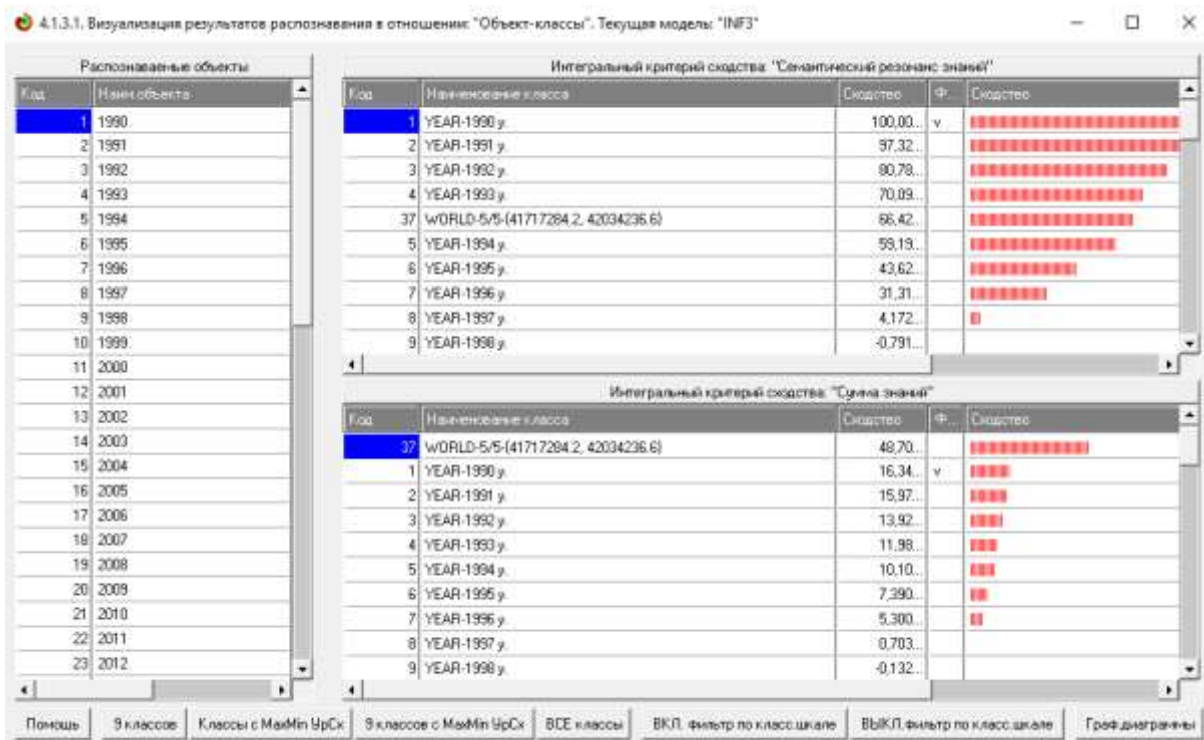 4.1.3.1. Визуализация результатов распознавания в отношении: "Объект-классы". Текущая модель: "INF3"
Распознаваемые объекты
Код Наим.объекта
1 1990
2 1991
3 1992
4 1993
5 1994
6 1995
7 1996
8 1997
9 1998
10 1999
11 2000
12 2001
13 2002
14 2003
15 2004
16 2005
17 2006
18 2007
19 2008
20 2009
21 2010
22 2011
23 2012
Интегральный критерий сходства: "Семантический резонанс знаний"
Код Наименование класса Сходство Ф... Сходство
1 YEAR-1990 y. 100,00... v
2 YEAR-1991 y. 97,32...
3 YEAR-1992 y. 80,78...
4 YEAR-1993 y. 70,09...
37 WORLD-5/5-{41717284.2, 42034236.6} 66,42...
5 YEAR-1994 y. 59,19...
6 YEAR-1995 y. 43,62...
7 YEAR-1996 y. 31,31...
8 YEAR-1997 y. 4,172...
9 YEAR-1998 y. -0,791...
Интегральный критерий сходства: "Сумма знаний"
Код Наименование класса Сходство Ф... Сходство
37 WORLD-5/5-{41717284.2, 42034236.6} 48,70...
1 YEAR-1990 y. 16,34... v
2 YEAR-1991 y. 15,97...
3 YEAR-1992 y. 13,92...
4 YEAR-1993 y. 11,98...
5 YEAR-1994 y. 10,10...
6 YEAR-1995 y. 7,390...
7 YEAR-1996 y. 5,300...
8 YEAR-1997 y. 0,703...
9 YEAR-1998 y. -0,132...
Помощь 9 классов Классы с MaxMin УрСх 9 классов с MaxMin УрСх ВСЕ классы ВКЛ. фильтр по класс.шкале ВЫКЛ.фильтр по класс.шкале Граф.диаграммы